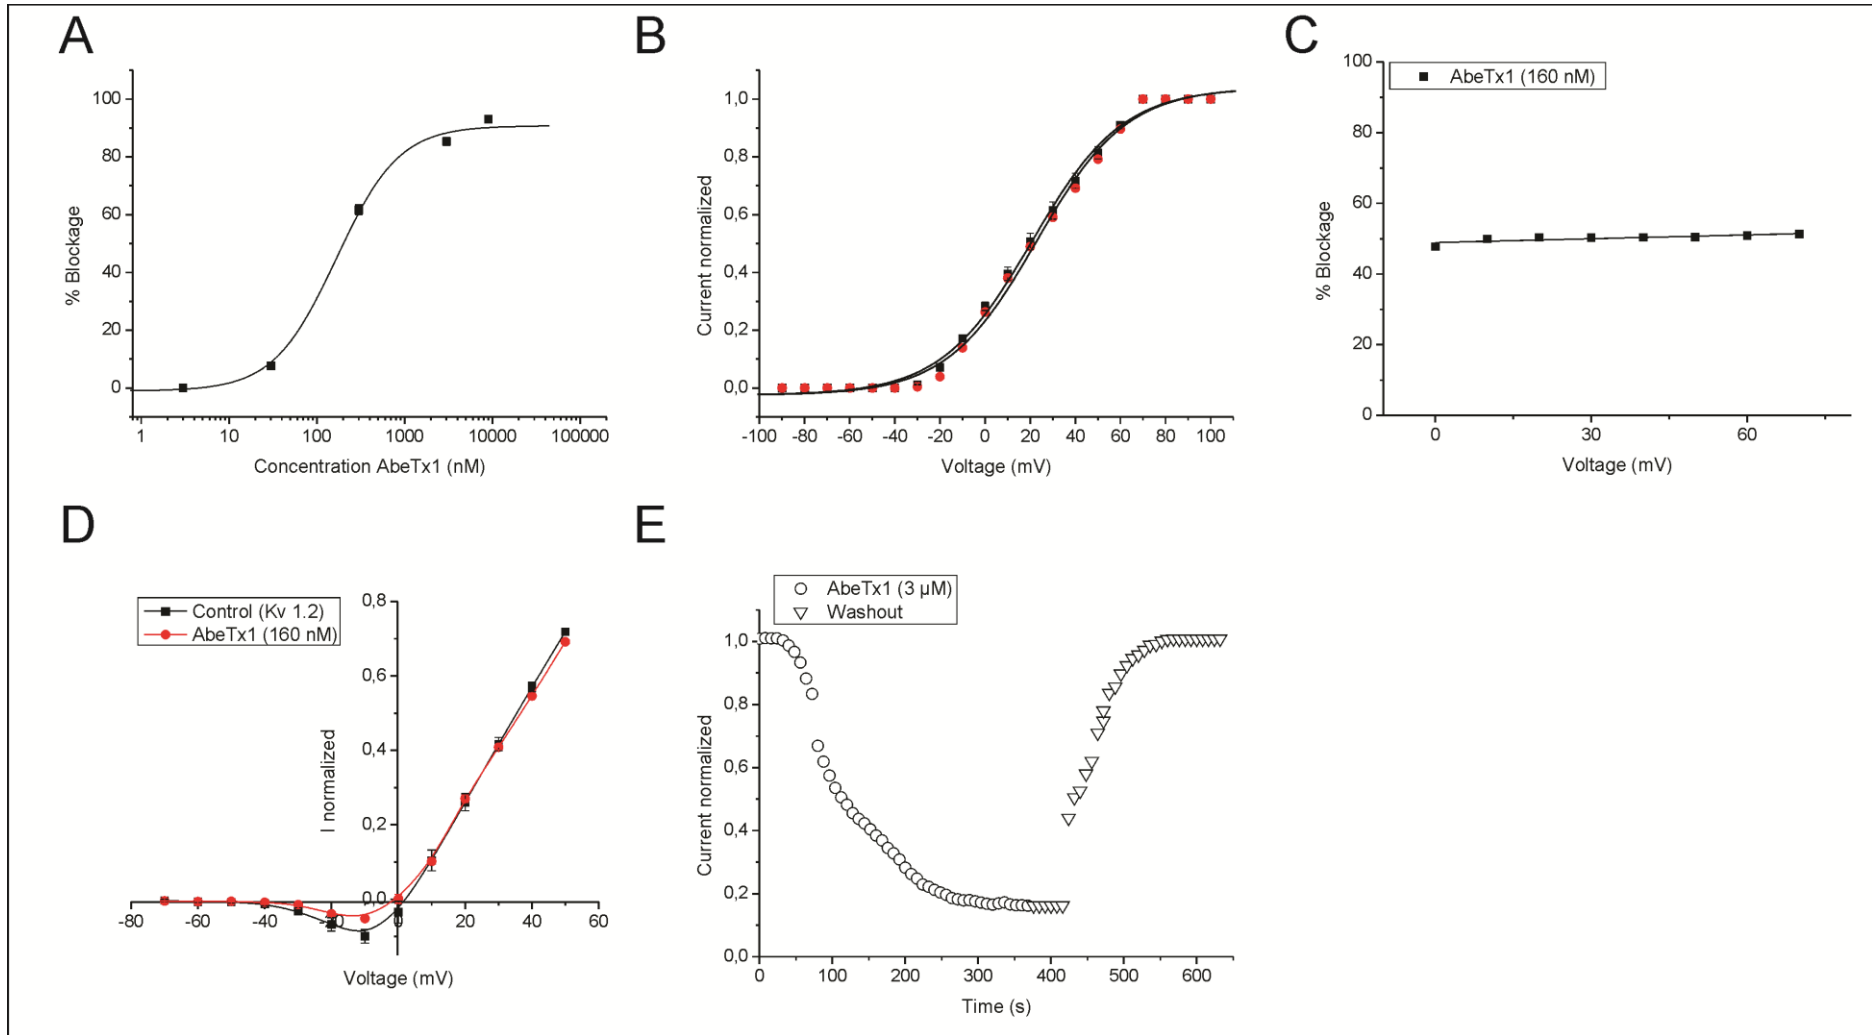 A
100
80
60
40
20
0
% Blockage
1 10 100 1000 10000 100000
Concentration AbeTx1 (nM)
B
1,0
0,8
0,6
0,4
0,2
0,0
Current normalized
-100 -80 -60 -40 -20 0 20 40 60 80 100
Voltage (mV)
C
AbeTx1 (160 nM)
100
80
60
40
20
0
% Blockage
0 30 60
Voltage (mV)
D
Control (Kv 1.2)
AbeTx1 (160 nM)
0,8
0,6
0,4
0,2
0,0
I normalized
-80 -60 -40 -20 0 20 40 60
Voltage (mV)
E
AbeTx1 (3 µM)
Washout
1,0
0,8
0,6
0,4
0,2
0,0
Current normalized
0 100 200 300 400 500 600
Time (s)